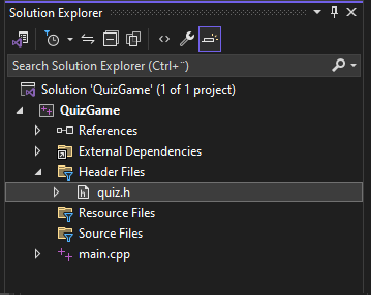 Solution Explorer
Search Solution Explorer (Ctrl+¨)
Solution 'QuizGame' (1 of 1 project)
QuizGame
References
External Dependencies
Header Files
quiz.h
Resource Files
Source Files
main.cpp